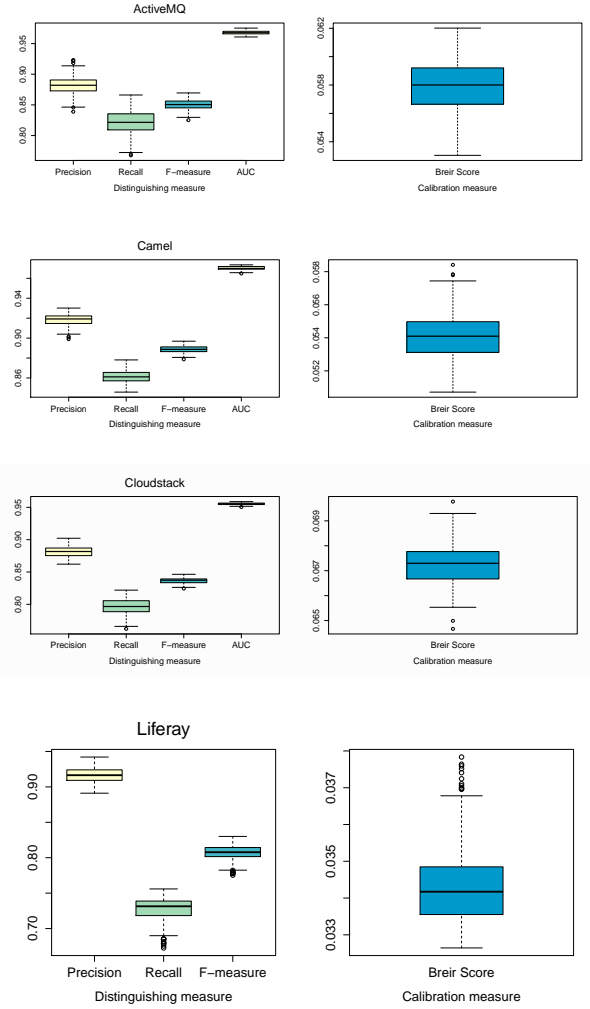 ActiveMQ
0.95
0.90
0.85
0.80
Precision Recall F−measure AUC
Distinguishing measure
0.062
0.058
0.054
Breir Score
Calibration measure
Camel
0.94
0.90
0.86
Precision Recall F−measure AUC
Distinguishing measure
0.058
0.056
0.054
0.052
Breir Score
Calibration measure
Cloudstack
0.95
0.90
0.85
0.80
Precision Recall F−measure AUC
Distinguishing measure
0.069
0.067
0.065
Breir Score
Calibration measure
Liferay
0.90
0.80
0.70
Precision Recall F−measure
Distinguishing measure
0.037
0.035
0.033
Breir Score
Calibration measure